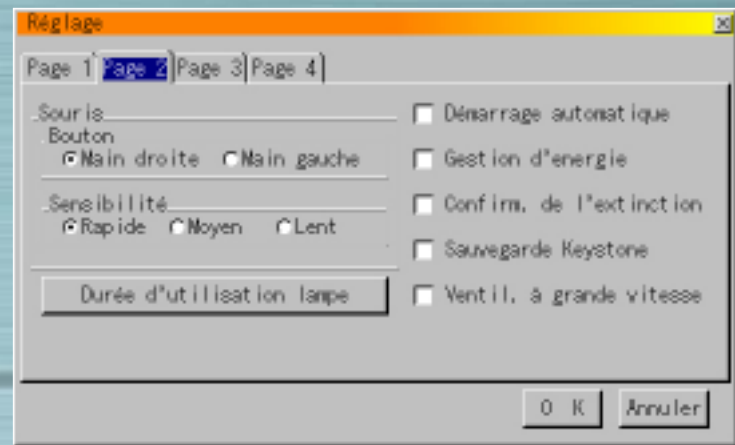 Réglage
Page 1 Page 2 Page 3 Page 4
Souris
Bouton
Main droite Main gauche
Sensibilité
Rapide Moyen Lent
Durée d'utilisation lampe
Démarrage automatique
Gestion d'energie
Confirm. de l'extinction
Sauvegarde Keystone
Ventil. à grande vitesse
O K Annuler